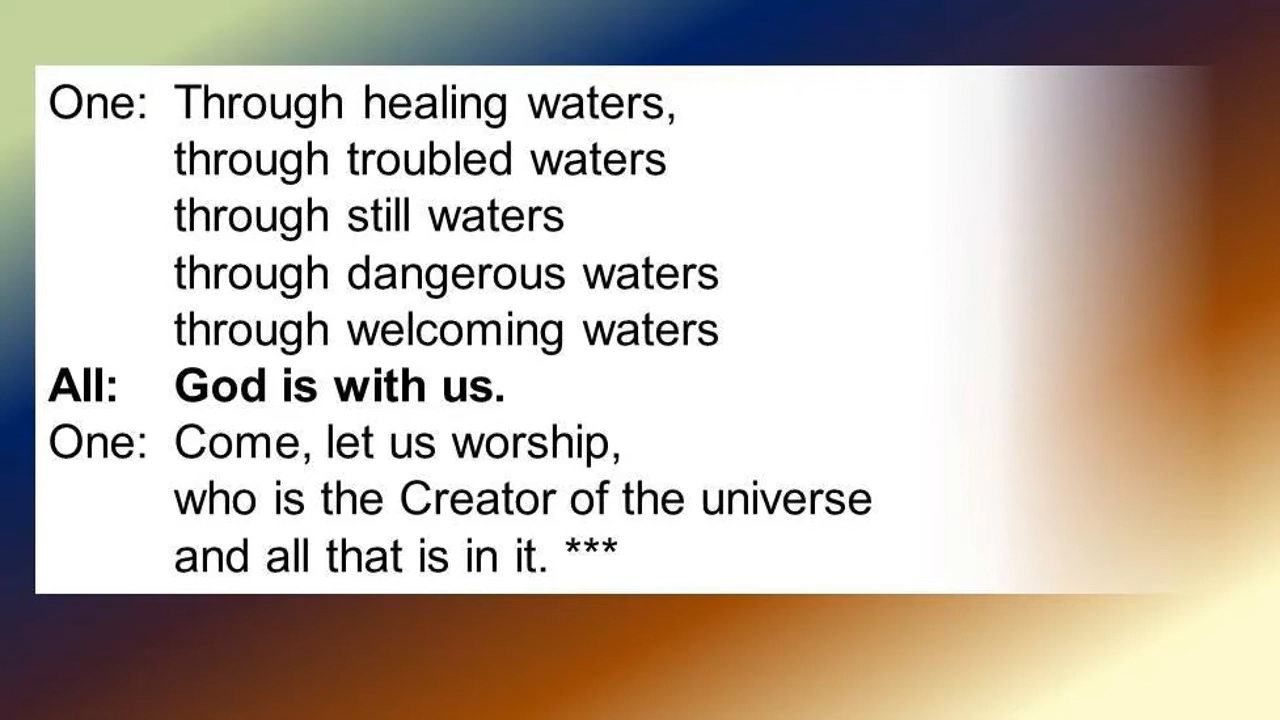 One: Through healing waters,
through troubled waters
through still waters
through dangerous waters
through welcoming waters
All: God is with us.
One: Come, let us worship,
who is the Creator of the universe
and all that is in it. ***